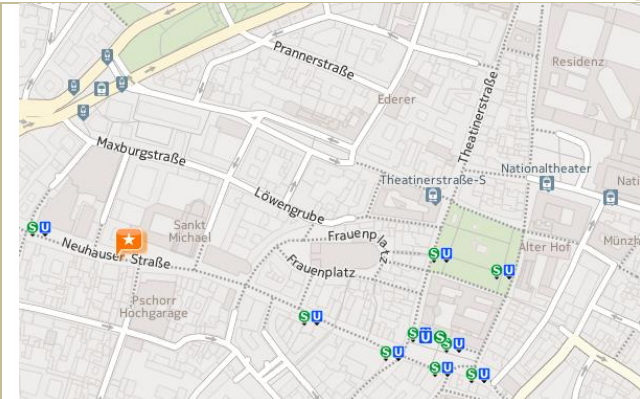 Prannerstraße
Residenz
Ederer
Theatinerstraße
Maxburgstraße
Theatinerstraße-S
Nationaltheater
Nati
Löwengrube
Sankt
Michael
Frauenplatz
Alter Hof
Münzh
S U
Neuhauser Straße
S U
Frauenplatz
S U
Pschorr
Hochgarage
S U
S U S
S U
S U
S U
S U